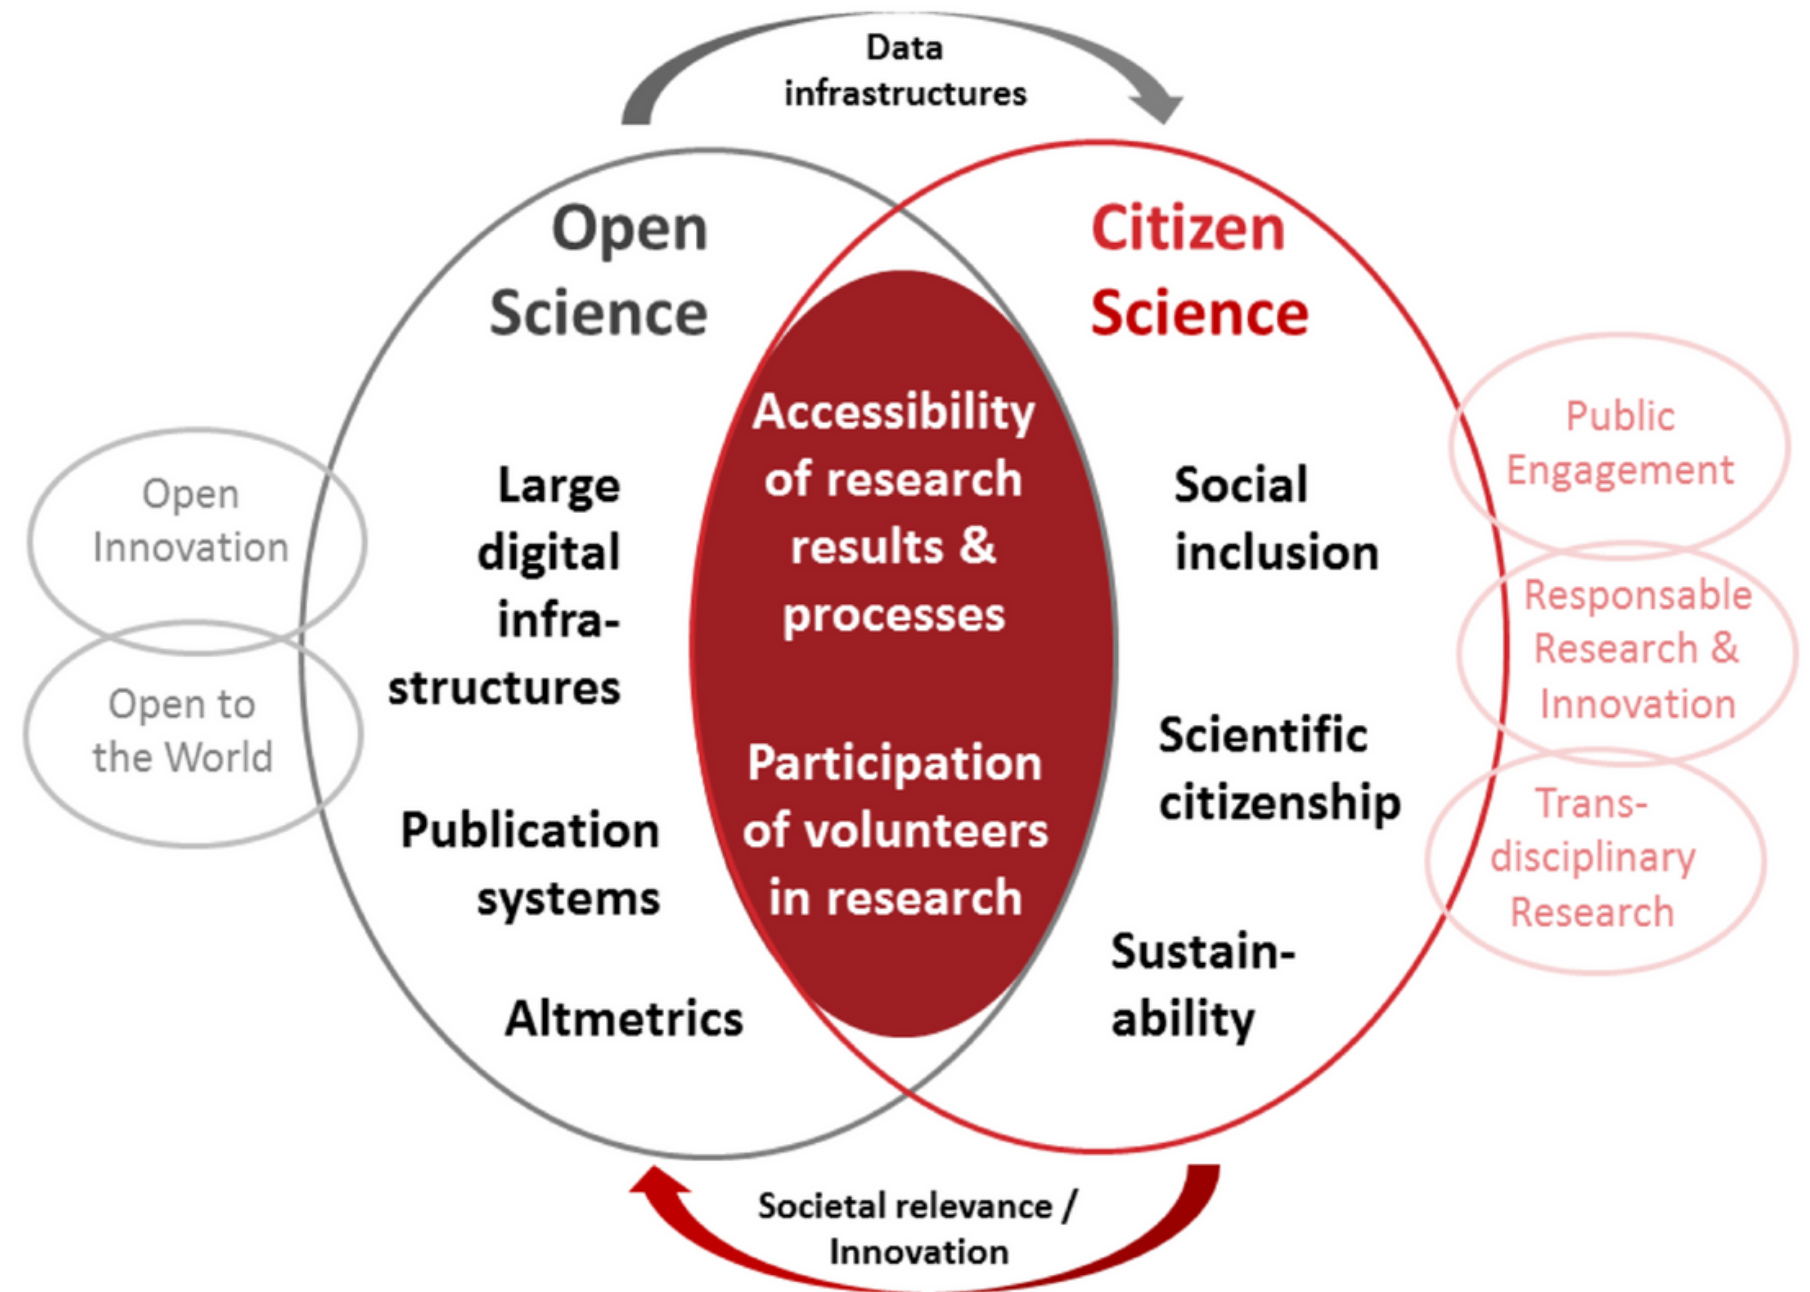 Data
infrastructures
Open
Science
Citizen
Science
Open
Innovation
Open to
the World
Large
digital
infra-
structures
Publication
systems
Altmetrics
Accessibility
of research
results &
processes
Participation
of volunteers
in research
Social
inclusion
Scientific
citizenship
Sustain-
ability
Public
Engagement
Responsable
Research &
Innovation
Trans-
disciplinary
Research
Societal relevance /
Innovation